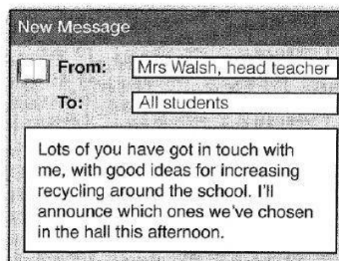 New Message
From: Mrs Walsh, head teacher
To: All students
Lots of you have got in touch with
me, with good ideas for increasing
recycling around the school. I'll
announce which ones we've chosen
in the hall this afternoon.